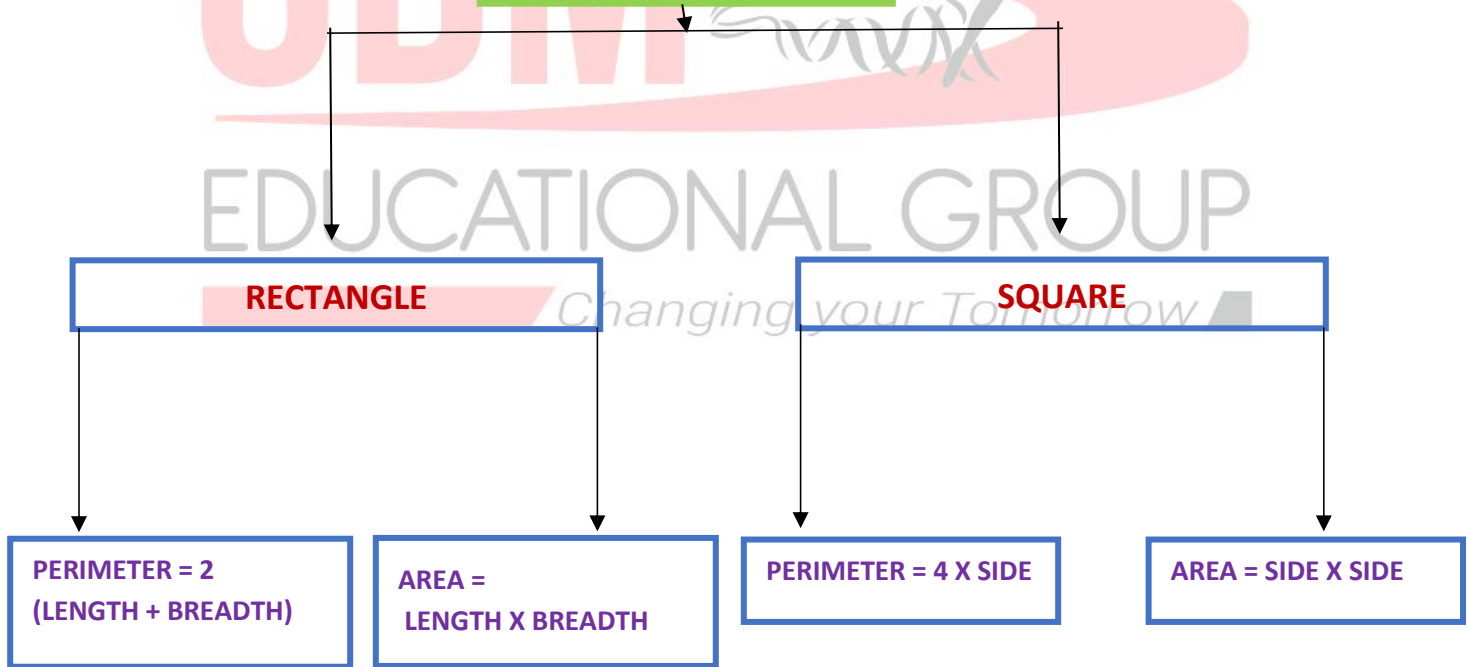 EDUCATIONAL GROUP
Changing your Tomorrow
RECTANGLE
SQUARE
PERIMETER = 2
(LENGTH + BREADTH)
AREA =
LENGTH X BREADTH
PERIMETER = 4 X SIDE
AREA = SIDE X SIDE